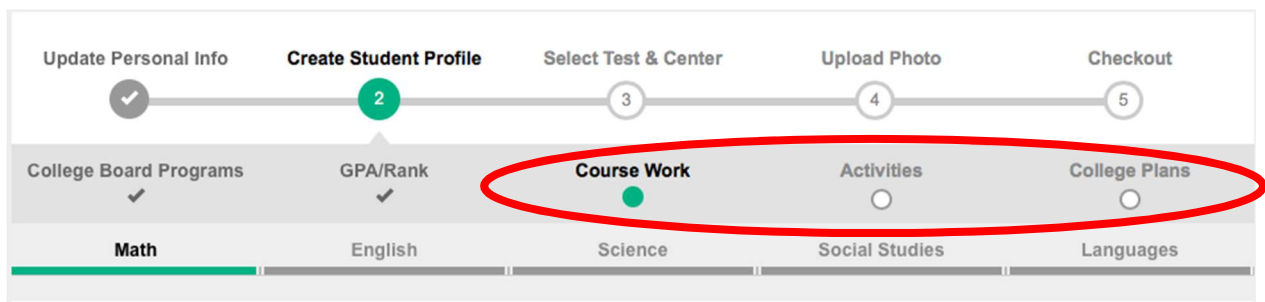 Update Personal Info Create Student Profile Select Test & Center Upload Photo Checkout
2 3 4 5
College Board Programs GPA/Rank Course Work Activities College Plans
Math English Science Social Studies Languages